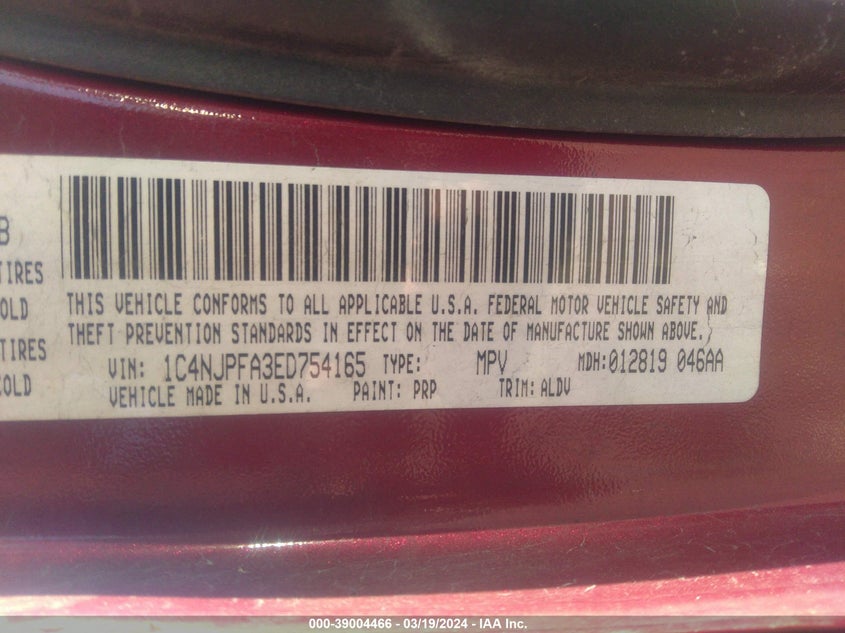 B
TIRES
COLD
TIRES
COLD
THIS VEHICLE CONFORMS TO ALL APPLICABLE U.S.A. FEDERAL MOTOR VEHICLE SAFETY AND
THEFT PREVENTION STANDARDS IN EFFECT ON THE DATE OF MANUFACTURE SHOWN ABOVE.
VIN: 1C4NJPFA3ED754165 TYPE: MPV MDH:012819 046AA
VEHICLE MADE IN U.S.A. PAINT: PRP TRIM: ALDV
000-39004466 - 03/19/2024 - IAA Inc.